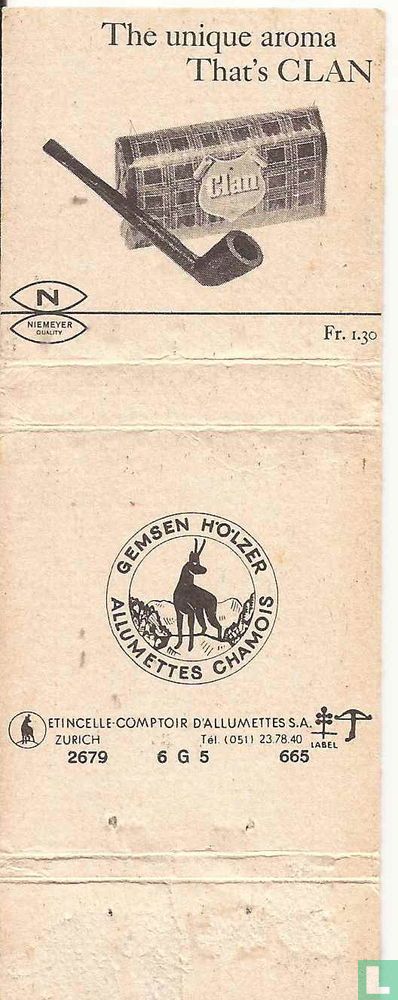 The unique aroma
That's CLAN
Clan
N
NIEMEYER
QUALITY
Fr. 1.30
GEMSEN HÖLZER
ALLUMETTES CHAMOIS
ETINCELLE-COMPTOIR D'ALLUMETTES S.A.
ZURICH Tél. (051) 23.78.40
LABEL
2679 6 G 5 665
L